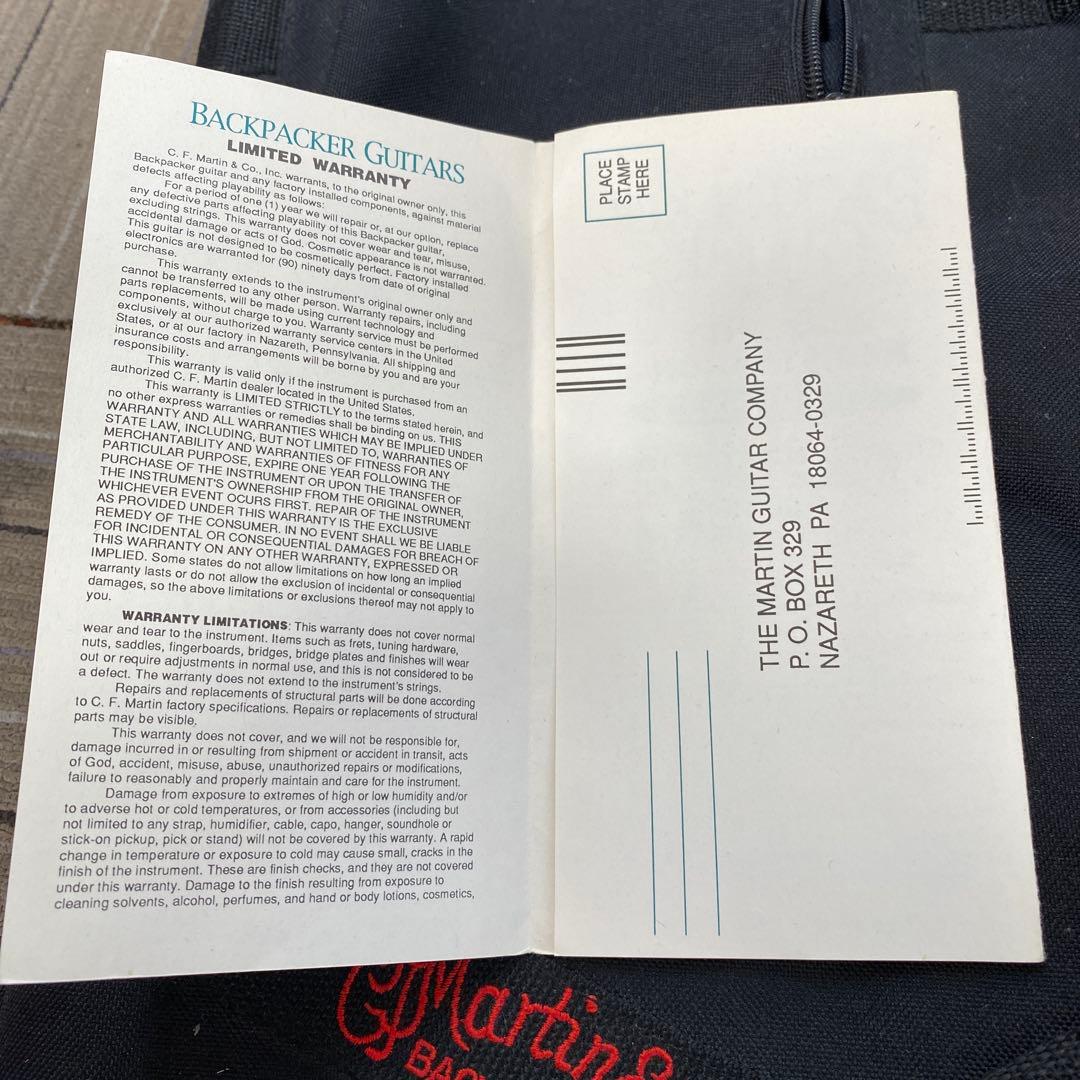 BACKPACKER GUITARS
LIMITED WARRANTY
C. F. Martin & Co., Inc. warrants, to the original owner only, this
Backpacker guitar and any factory installed components, against material
defects affecting playability as follows:
For a period of one (1) year we will repair or, at our option, replace
any defective parts affecting playability of this Backpacker guitar,
excluding strings. This warranty does not cover wear and tear, misuse,
accidental damage or acts of God. Cosmetic appearance is not warranted.
This guitar is not designed to be cosmetically perfect. Factory installed
electronics are warranted for (90) ninety days from date of original
purchase.
This warranty extends to the instrument's original owner only and
cannot be transferred to any other person. Warranty repairs, including
parts replacements, will be made using current technology and
components, without charge to you. Warranty service must be performed
exclusively at our authorized warranty service centers in the United
States, or at our factory in Nazareth, Pennsylvania. All shipping and
insurance costs and arrangements will be borne by you and are your
responsibility.
This warranty is valid only if the instrument is purchased from an
authorized C. F. Martin dealer located in the United States.
This warranty is LIMITED STRICTLY to the terms stated herein, and
no other express warranties or remedies shall be binding on us. THIS
WARRANTY AND ALL WARRANTIES WHICH MAY BE IMPLIED UNDER
STATE LAW, INCLUDING, BUT NOT LIMITED TO, WARRANTIES OF
MERCHANTABILITY AND WARRANTIES OF FITNESS FOR ANY
PARTICULAR PURPOSE, EXPIRE ONE YEAR FOLLOWING THE
PURCHASE OF THE INSTRUMENT OR UPON THE TRANSFER OF
THE INSTRUMENT'S OWNERSHIP FROM THE ORIGINAL OWNER,
WHICHEVER EVENT OCURS FIRST. REPAIR OF THE INSTRUMENT
AS PROVIDED UNDER THIS WARRANTY IS THE EXCLUSIVE
REMEDY OF THE CONSUMER. IN NO EVENT SHALL WE BE LIABLE
FOR INCIDENTAL OR CONSEQUENTIAL DAMAGES FOR BREACH OF
THIS WARRANTY ON ANY OTHER WARRANTY, EXPRESSED OR
IMPLIED. Some states do not allow limitations on how long an implied
warranty lasts or do not allow the exclusion of incidental or consequential
damages, so the above limitations or exclusions thereof may not apply to
you.
WARRANTY LIMITATIONS: This warranty does not cover normal
wear and tear to the instrument. Items such as frets, tuning hardware,
nuts, saddles, fingerboards, bridges, bridge plates and finishes will wear
out or require adjustments in normal use, and this is not considered to be
a defect. The warranty does not extend to the instrument's strings.
Repairs and replacements of structural parts will be done according
to C. F. Martin factory specifications. Repairs or replacements of structural
parts may be visible.
This warranty does not cover, and we will not be responsible for,
damage incurred in or resulting from shipment or accident in transit, acts
of God, accident, misuse, abuse, unauthorized repairs or modifications,
failure to reasonably and properly maintain and care for the instrument.
Damage from exposure to extremes of high or low humidity and/or
to adverse hot or cold temperatures, or from accessories (including but
not limited to any strap, humidifier, cable, capo, hanger, soundhole or
stick-on pickup, pick or stand) will not be covered by this warranty. A rapid
change in temperature or exposure to cold may cause small, cracks in the
finish of the instrument. These are finish checks, and they are not covered
under this warranty. Damage to the finish resulting from exposure to
cleaning solvents, alcohol, perfumes, and hand or body lotions, cosmetics,
PLACE
STAMP
HERE
THE MARTIN GUITAR COMPANY
P. O. BOX 329
NAZARETH PA 18064-0329
CF Martin &
BAC